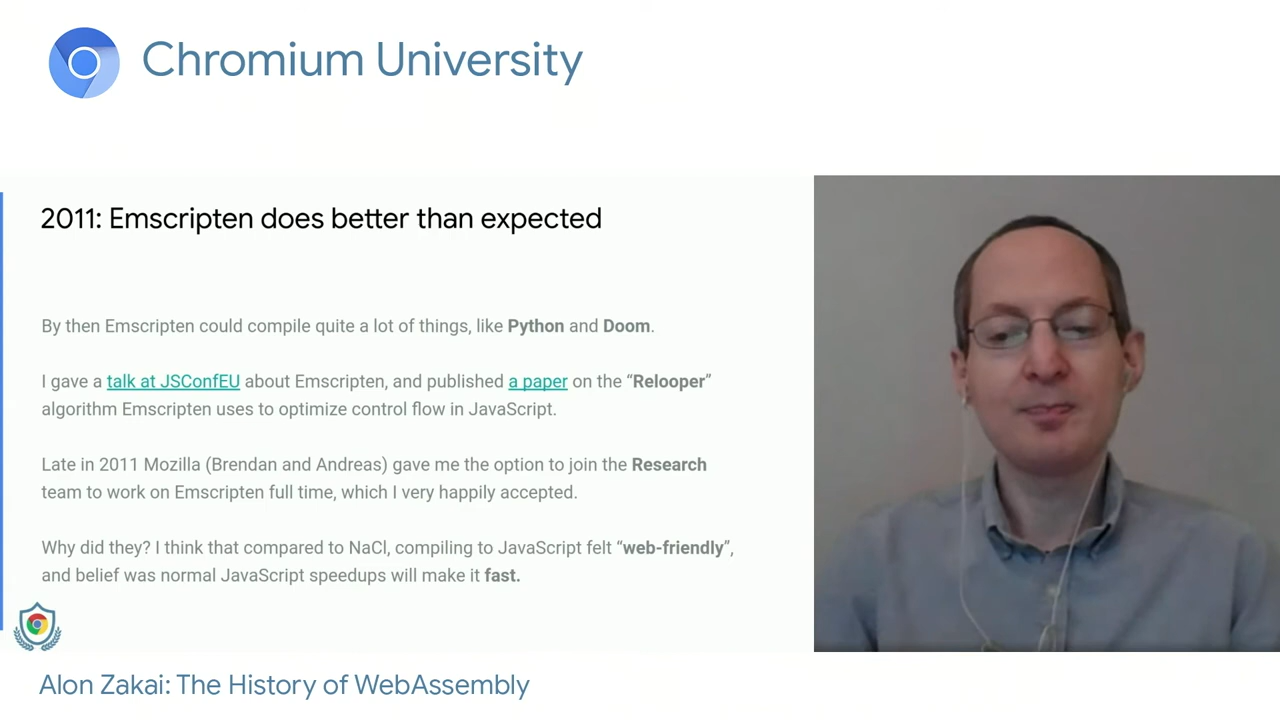 Chromium University
2011: Emscripten does better than expected
By then Emscripten could compile quite a lot of things, like Python and Doom.
I gave a talk at JSConfEU about Emscripten, and published a paper on the “Relooper”
algorithm Emscripten uses to optimize control flow in JavaScript.
Late in 2011 Mozilla (Brendan and Andreas) gave me the option to join the Research
team to work on Emscripten full time, which I very happily accepted.
Why did they? I think that compared to NaCl, compiling to JavaScript felt “web-friendly”,
and belief was normal JavaScript speedups will make it fast.
Alon Zakai: The History of WebAssembly